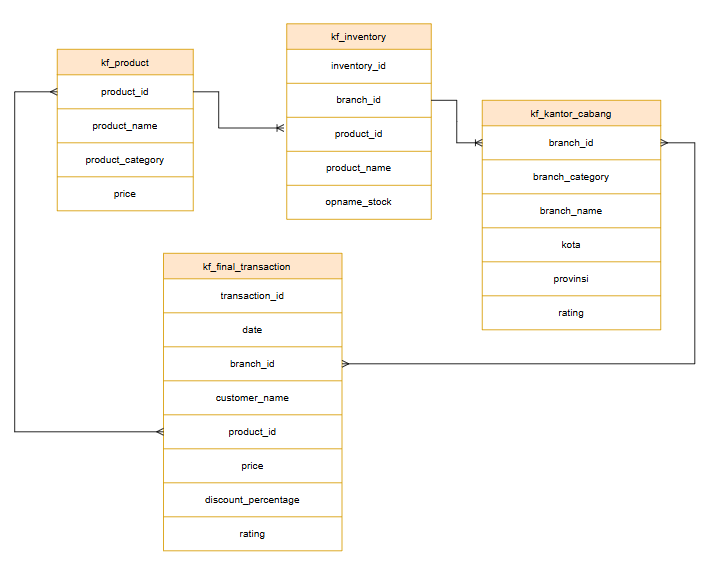 kf_product
product_id
product_name
product_category
price
kf_inventory
inventory_id
branch_id
product_id
product_name
opname_stock
kf_kantor_cabang
branch_id
branch_category
branch_name
kota
provinsi
rating
kf_final_transaction
transaction_id
date
branch_id
customer_name
product_id
price
discount_percentage
rating